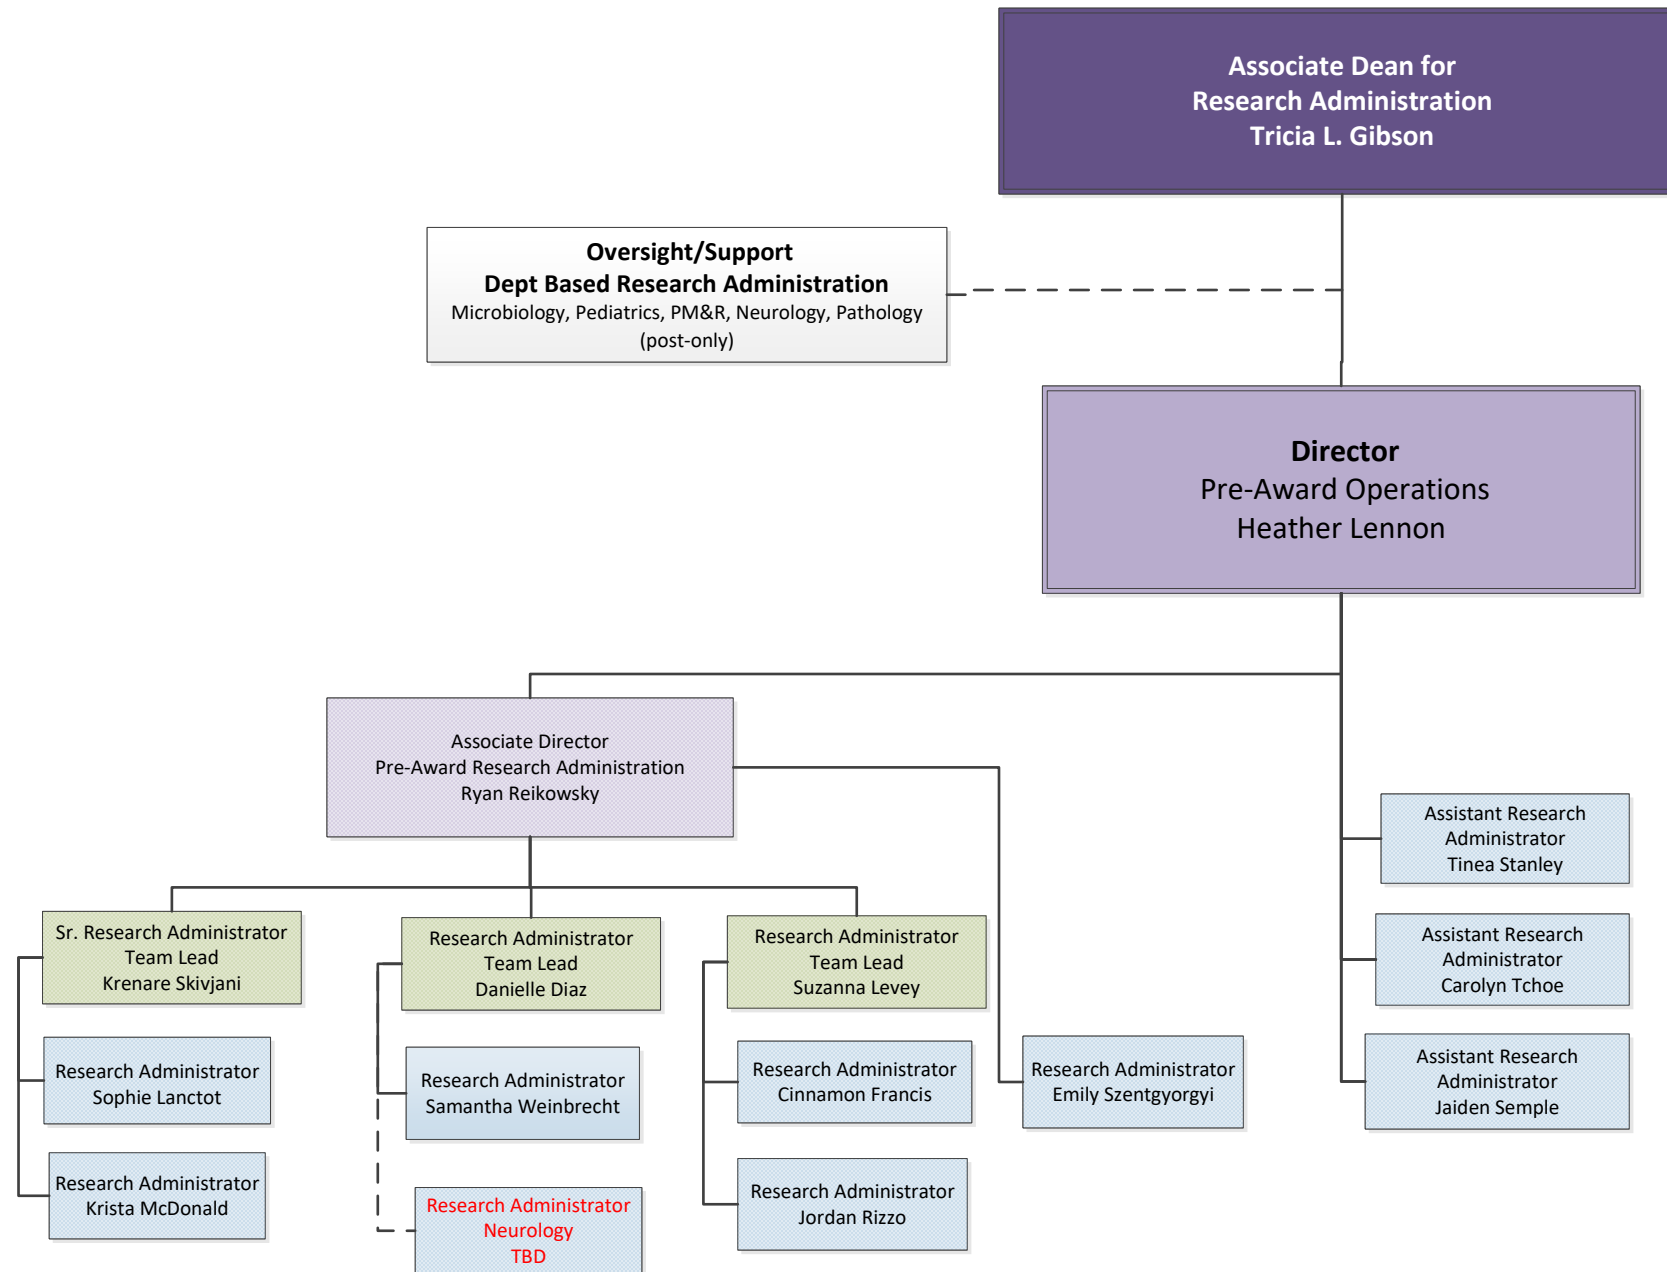 Associate Dean for
Research Administration
Tricia L. Gibson
Oversight/Support
Dept Based Research Administration
Microbiology, Pediatrics, PM&R, Neurology, Pathology
(post-only)
Director
Pre-Award Operations
Heather Lennon
Associate Director
Pre-Award Research Administration
Ryan Reikowsky
Assistant Research
Administrator
Tinea Stanley
Sr. Research Administrator
Team Lead
Krenare Skivjani
Research Administrator
Team Lead
Danielle Diaz
Research Administrator
Team Lead
Suzanna Levey
Assistant Research
Administrator
Carolyn Tchoe
Research Administrator
Sophie Lanctot
Research Administrator
Samantha Weinbrecht
Research Administrator
Cinnamon Francis
Research Administrator
Emily Szentgyorgyi
Assistant Research
Administrator
Jaiden Semple
Research Administrator
Krista McDonald
Research Administrator
Neurology
TBD
Research Administrator
Jordan Rizzo